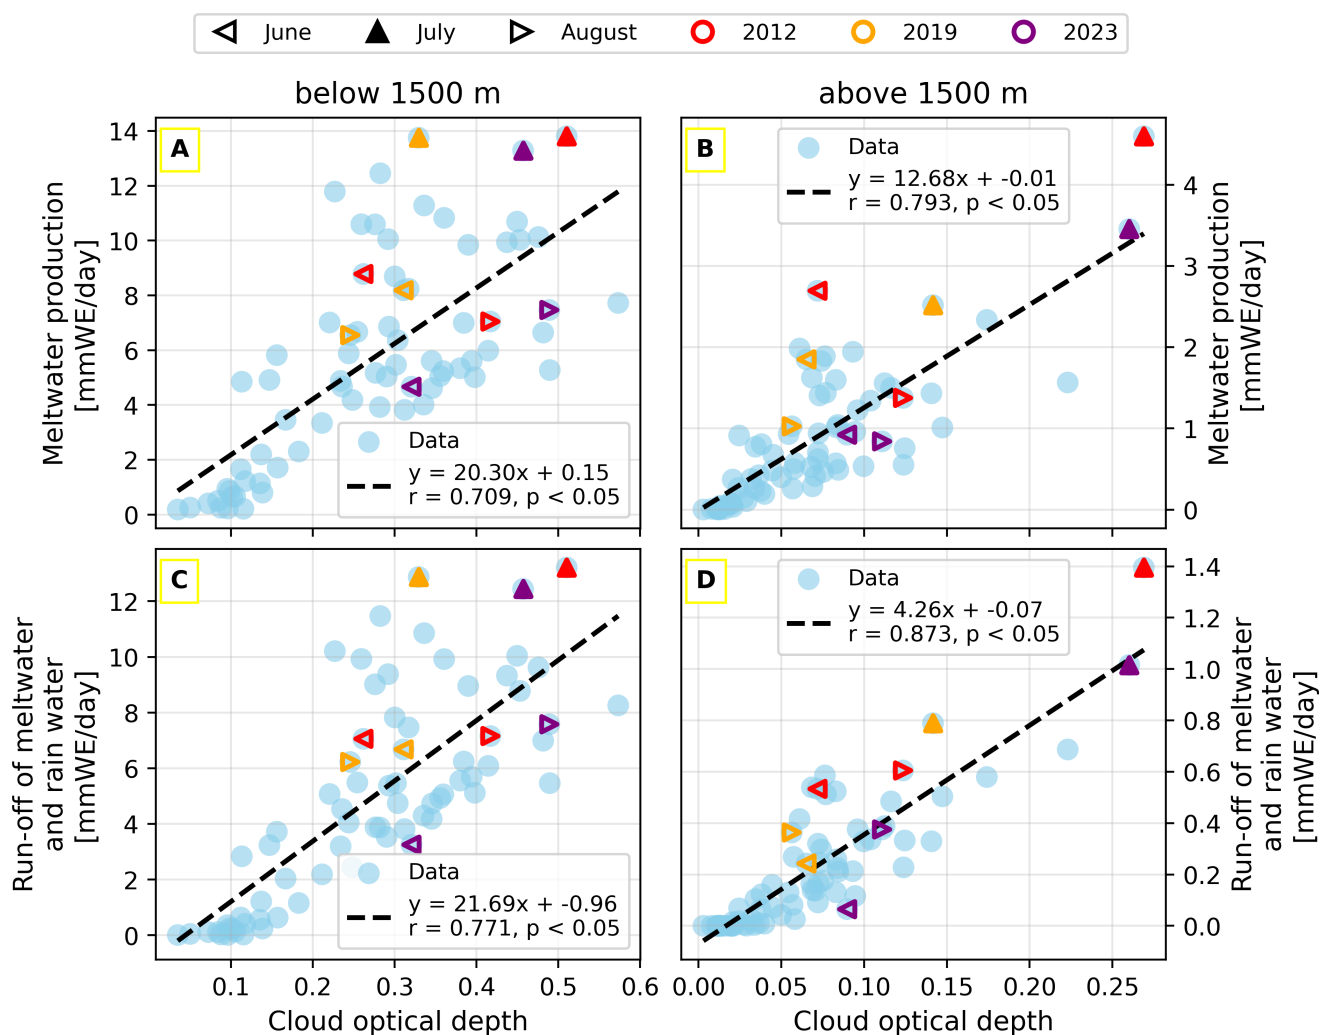 June July August 2012 2019 2023
below 1500 m
above 1500 m
A
14
12
10
8
6
4
2
0
Meltwater production
[mmWE/day]
Data
y = 20.30x + 0.15
r = 0.709, p < 0.05
B
Data
y = 12.68x + -0.01
r = 0.793, p < 0.05
4
3
2
1
0
Meltwater production
[mmWE/day]
C
12
10
8
6
4
2
0
Run-off of meltwater
and rain water
[mmWE/day]
Data
y = 21.69x + -0.96
r = 0.771, p < 0.05
0.1 0.2 0.3 0.4 0.5 0.6
Cloud optical depth
D
Data
y = 4.26x + -0.07
r = 0.873, p < 0.05
1.4
1.2
1.0
0.8
0.6
0.4
0.2
0.0
Run-off of meltwater
and rain water
[mmWE/day]
0.00 0.05 0.10 0.15 0.20 0.25
Cloud optical depth